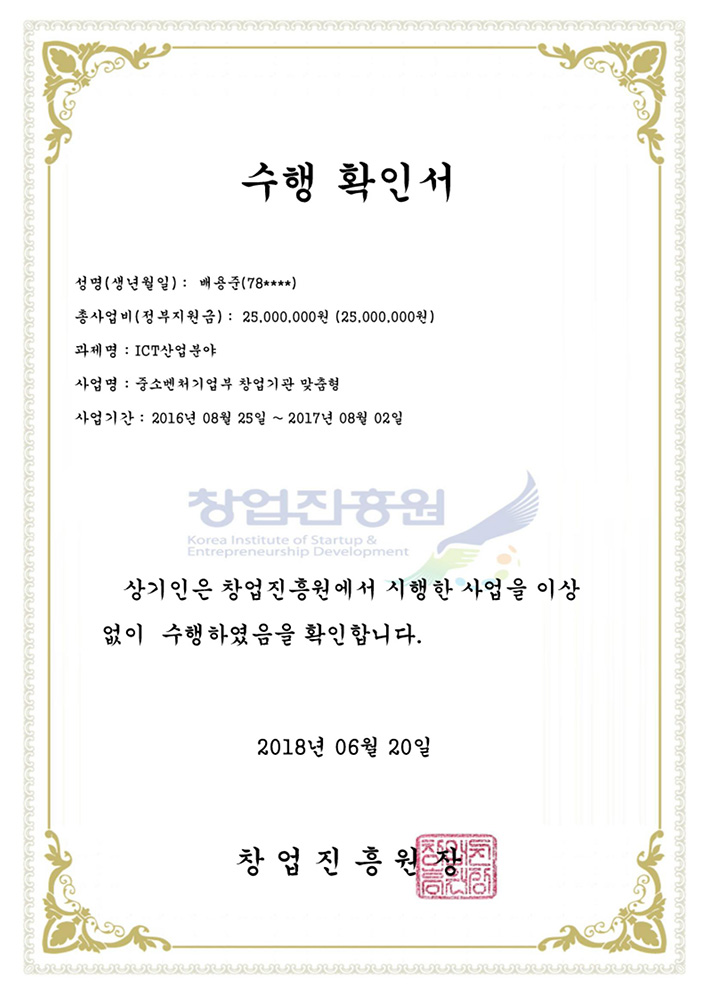 수행 확인서
성명(생년월일) : 배용준(78****)
총사업비(정부지원금) : 25.000.000원 (25.000.000원)
과제명 : ICT산업분야
사업명 : 중소벤처기업부 창업기관 맞춤형
사업기간 : 2016년 08월 25일 ~ 2017년 08월 02일
창업진흥원
Korea Institute of Startup &
Entrepreneurship Development
상기인은 창업진흥원에서 시행한 사업을 이상
없이 수행하였음을 확인합니다.
2018년 06월 20일
창 업 진 흥 원 장